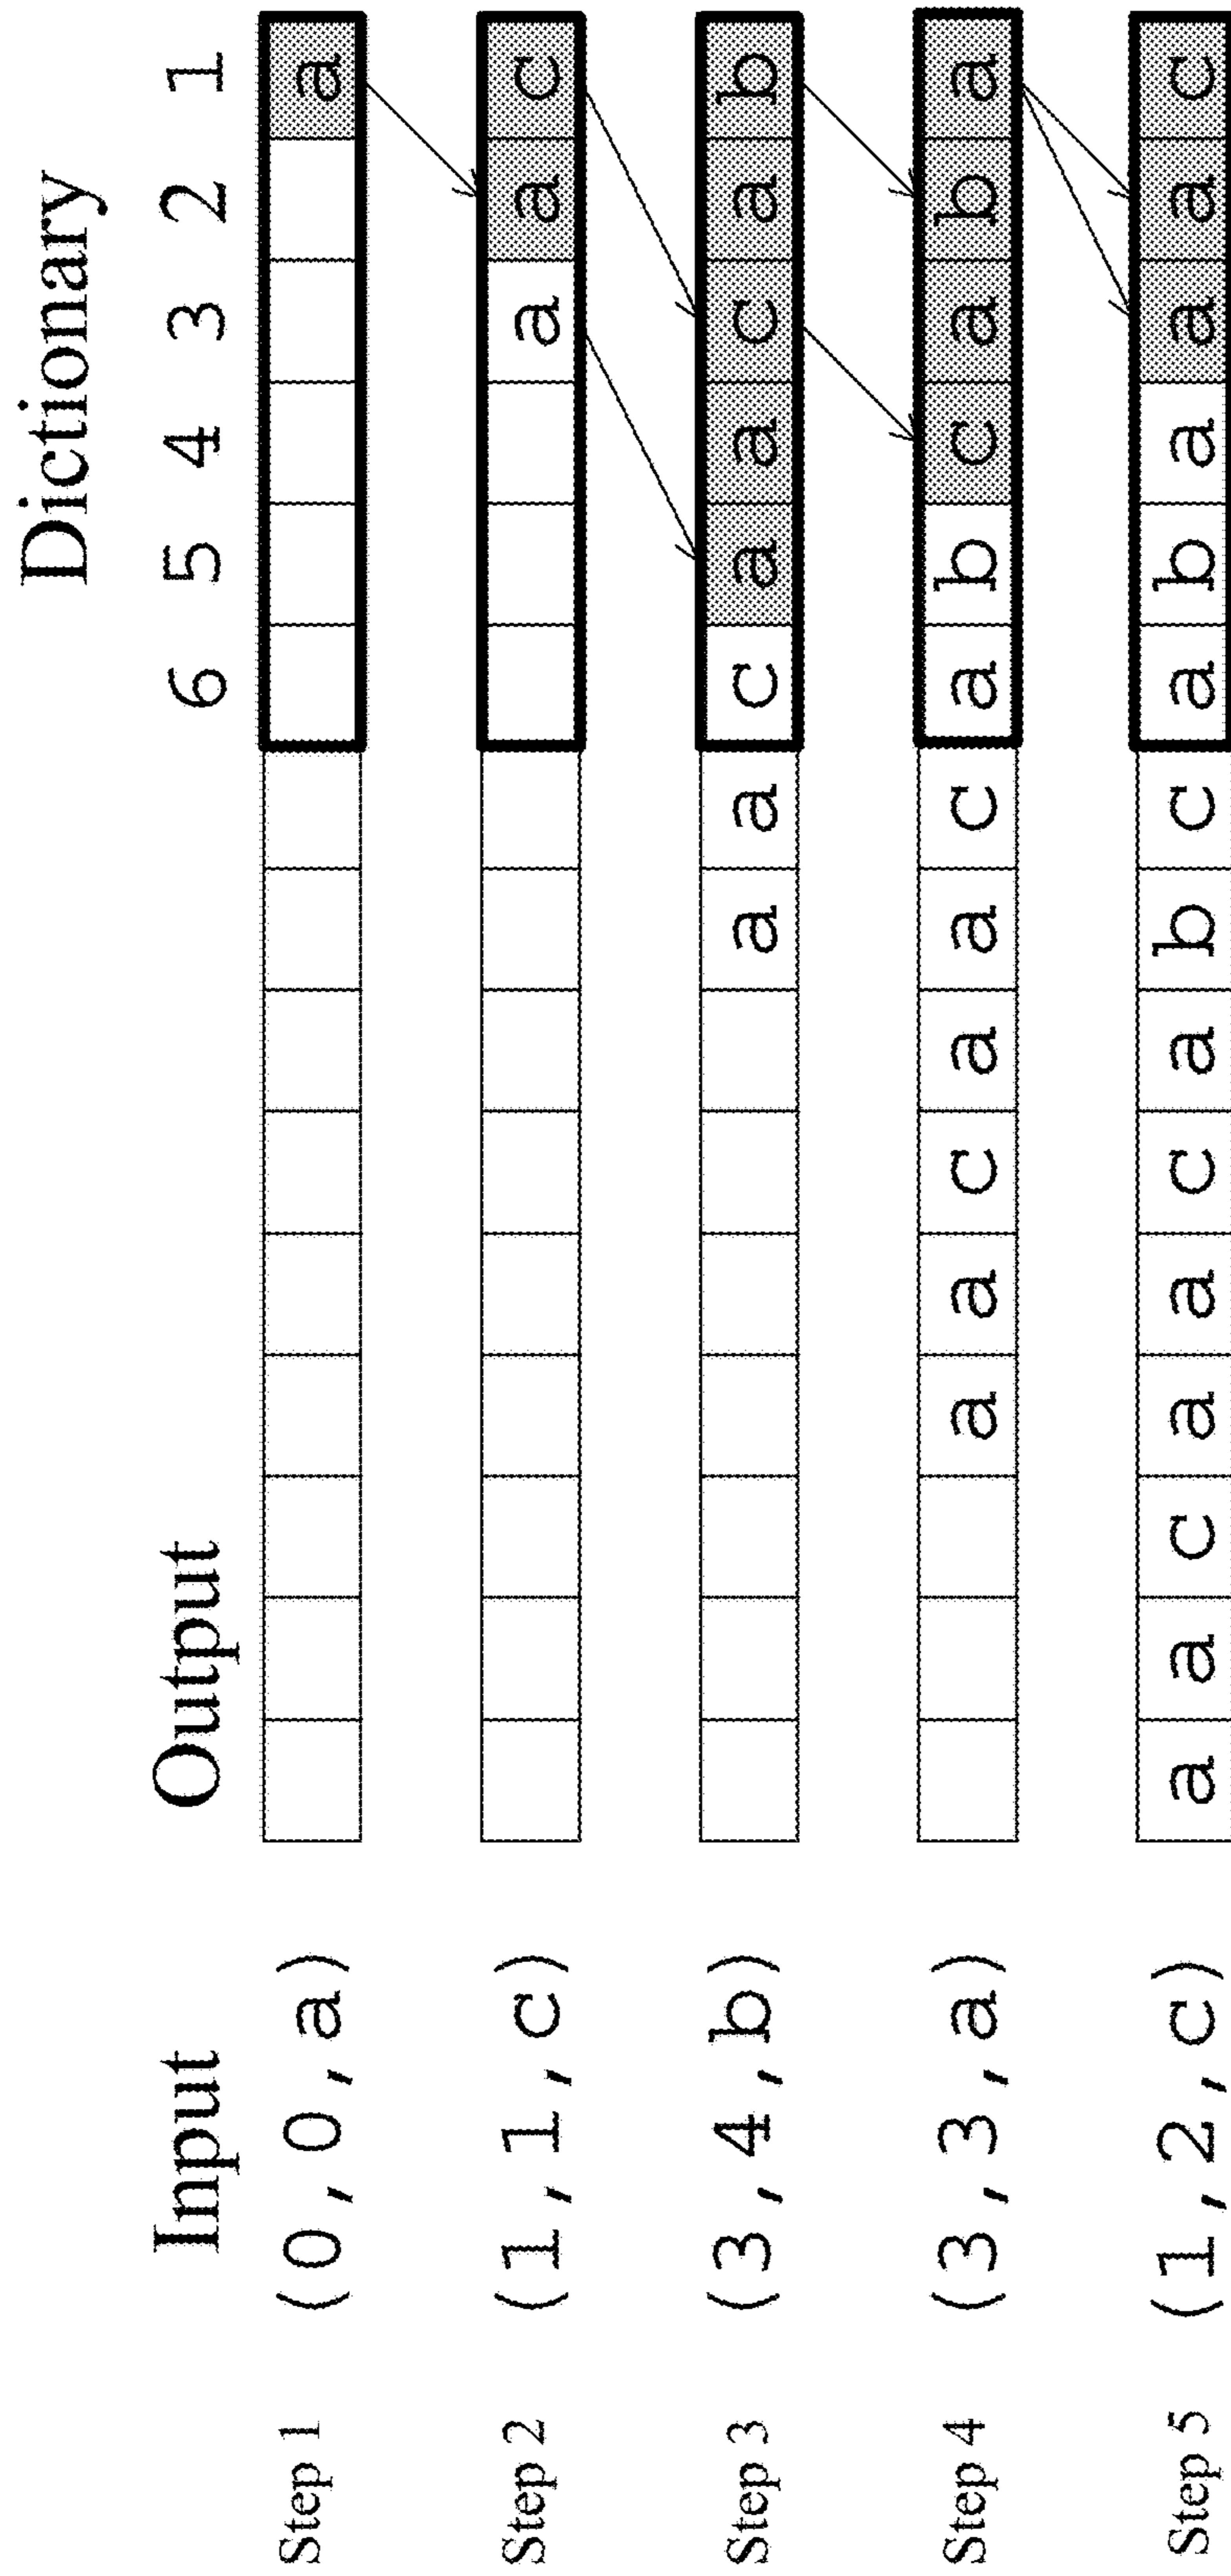 Dictionary
Input Output 6 5 4 3 2 1
Step 1 (0,0,a) a
Step 2 (1,1,c) a a c
Step 3 (3,4,b) a a c a a c a b
Step 4 (3,3,a) a a c a a c a b c a b a
Step 5 (1,2,c) a a c a a c a b c a b a a a c